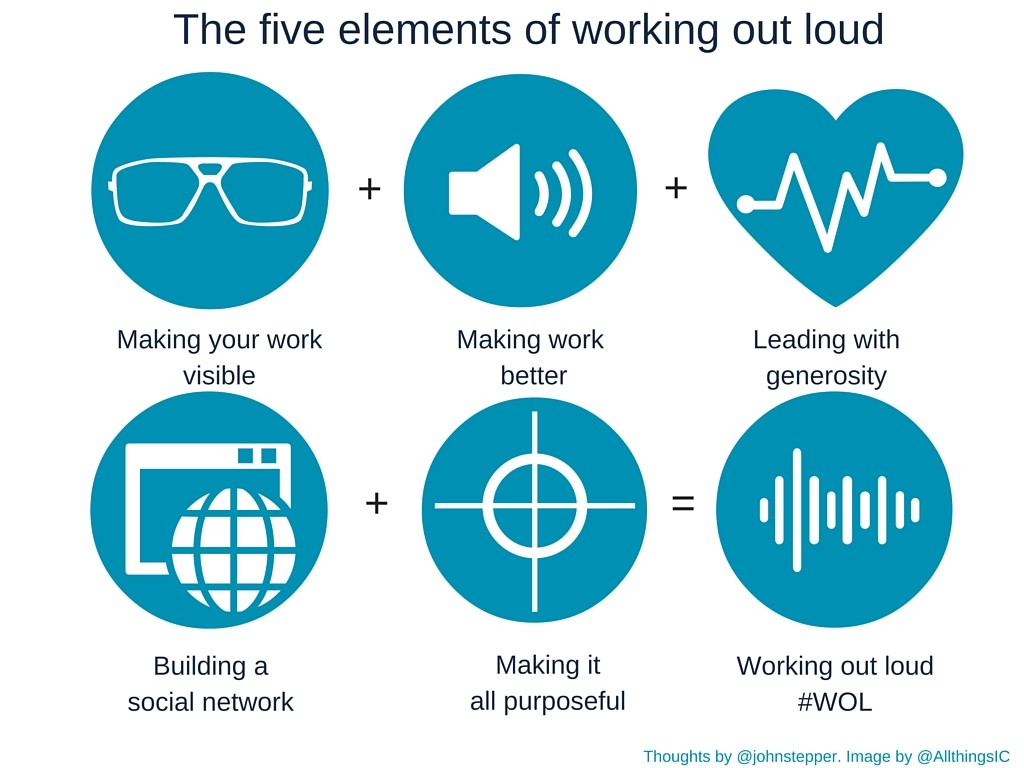 The five elements of working out loud
+
+
Making your work
visible
Making work
better
Leading with
generosity
+
=
Building a
social network
Making it
all purposeful
Working out loud
#WOL
Thoughts by @johnstepper. Image by @AllthingsIC